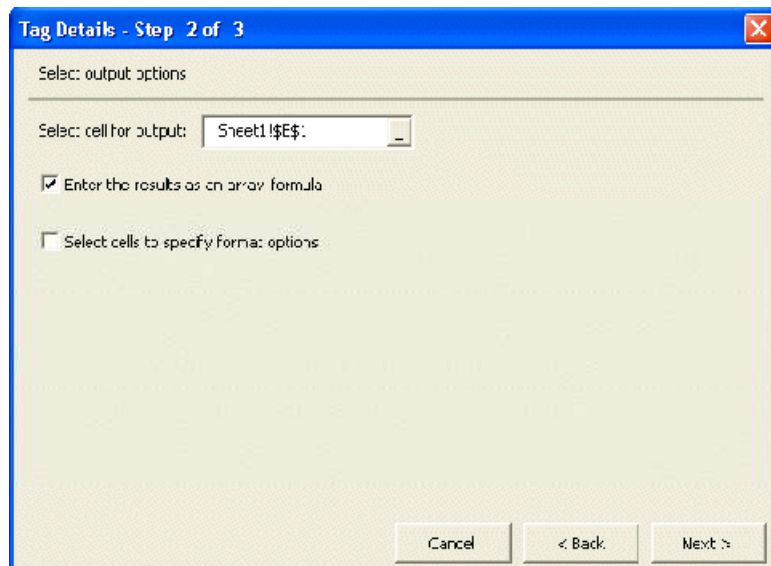 Tag Details - Step 2 of 3
Select output options
Select cell for output: Sheet1!$E$1
Enter the results as an array formula
Select cells to specify format options
Cancel < Back Next >